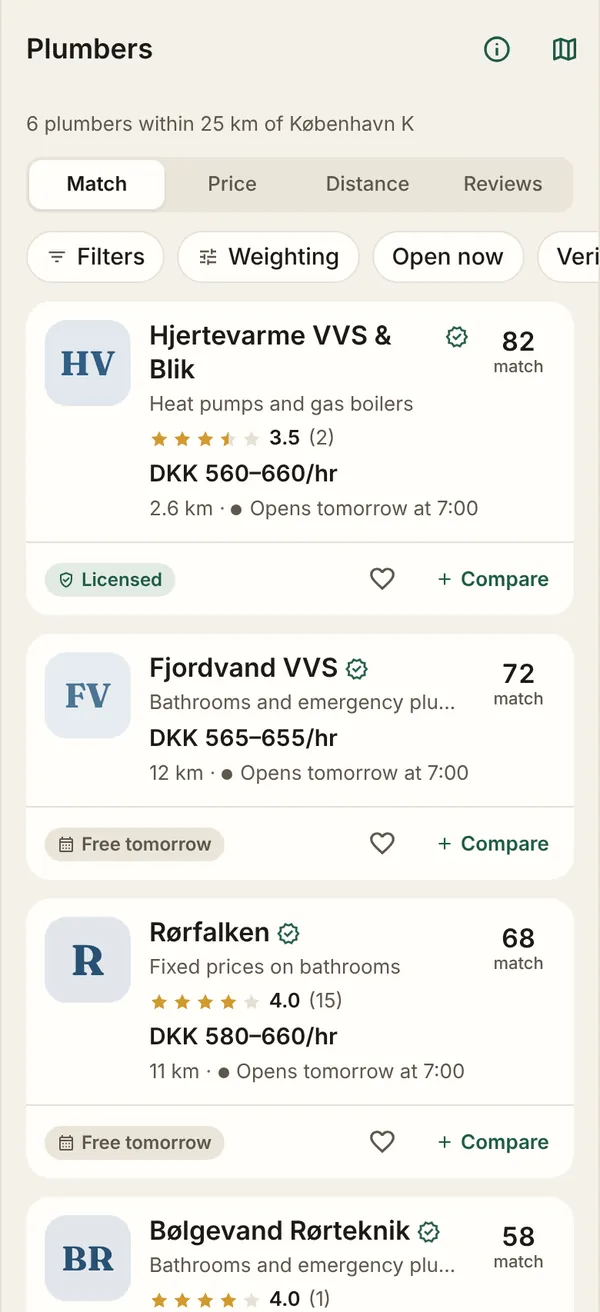 Plumbers
6 plumbers within 25 km of København K
Match Price Distance Reviews
Filters Weighting Open now Veri
HV
Hjertevarme VVS &
Blik
82
match
Heat pumps and gas boilers
3.5 (2)
DKK 560–660/hr
2.6 km · ● Opens tomorrow at 7:00
Licensed
+ Compare
FV
Fjordvand VVS
72
match
Bathrooms and emergency plu...
DKK 565–655/hr
12 km · ● Opens tomorrow at 7:00
Free tomorrow
+ Compare
R
Rørfalken
68
match
Fixed prices on bathrooms
4.0 (15)
DKK 580–660/hr
11 km · ● Opens tomorrow at 7:00
Free tomorrow
+ Compare
BR
Bølgevand Rørteknik
58
match
Bathrooms and emergency plu...
4.0 (1)